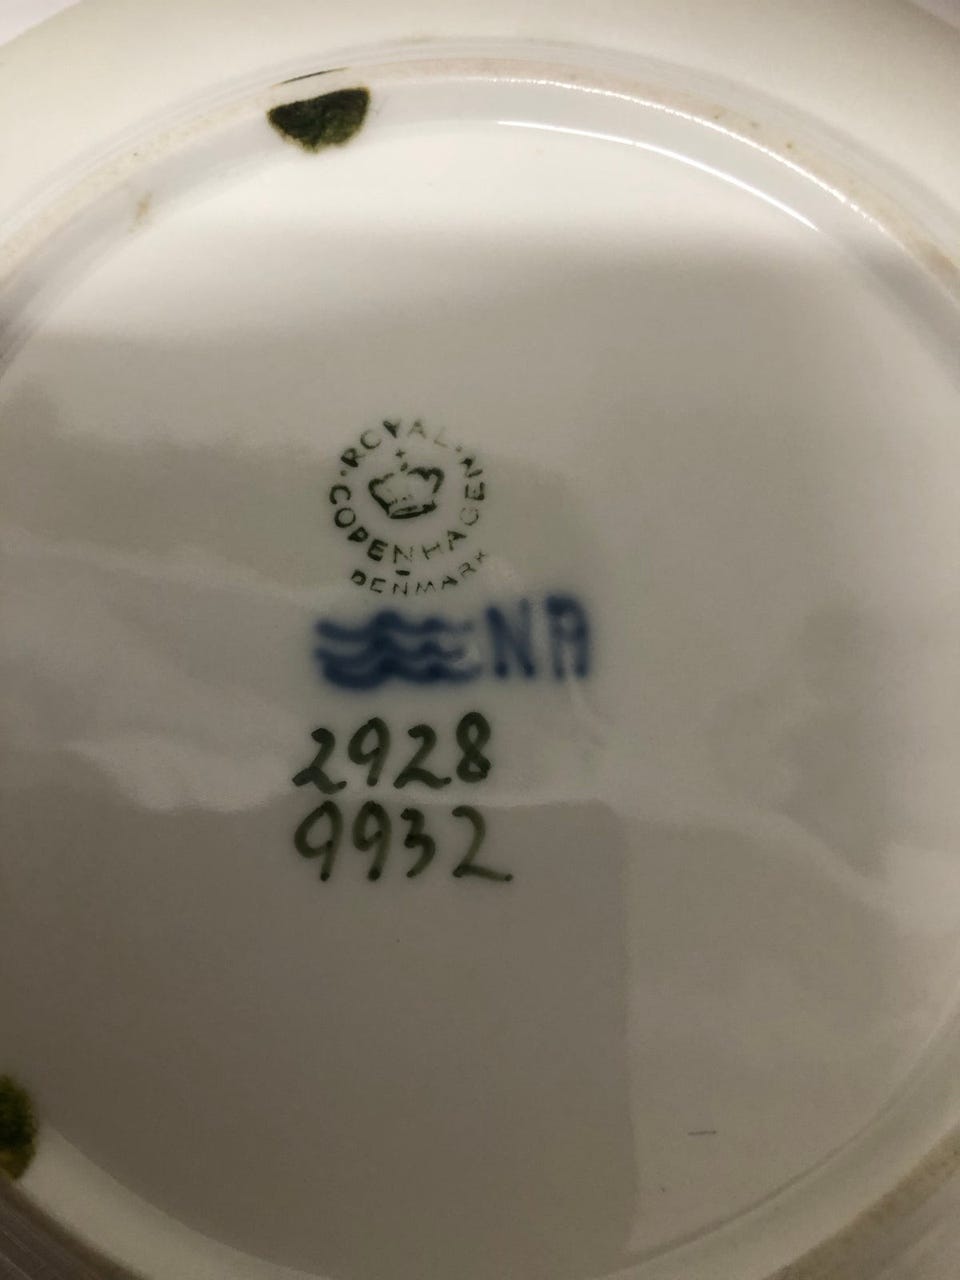 ROYAL COPENHAGEN
DENMARK
NA
2928
9932